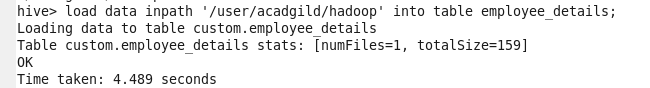 hive> load data inpath '/user/acadgild/hadoop' into table employee_details;
Loading data to table custom.employee_details
Table custom.employee_details stats: [numFiles=1, totalSize=159]
OK
Time taken: 4.489 seconds